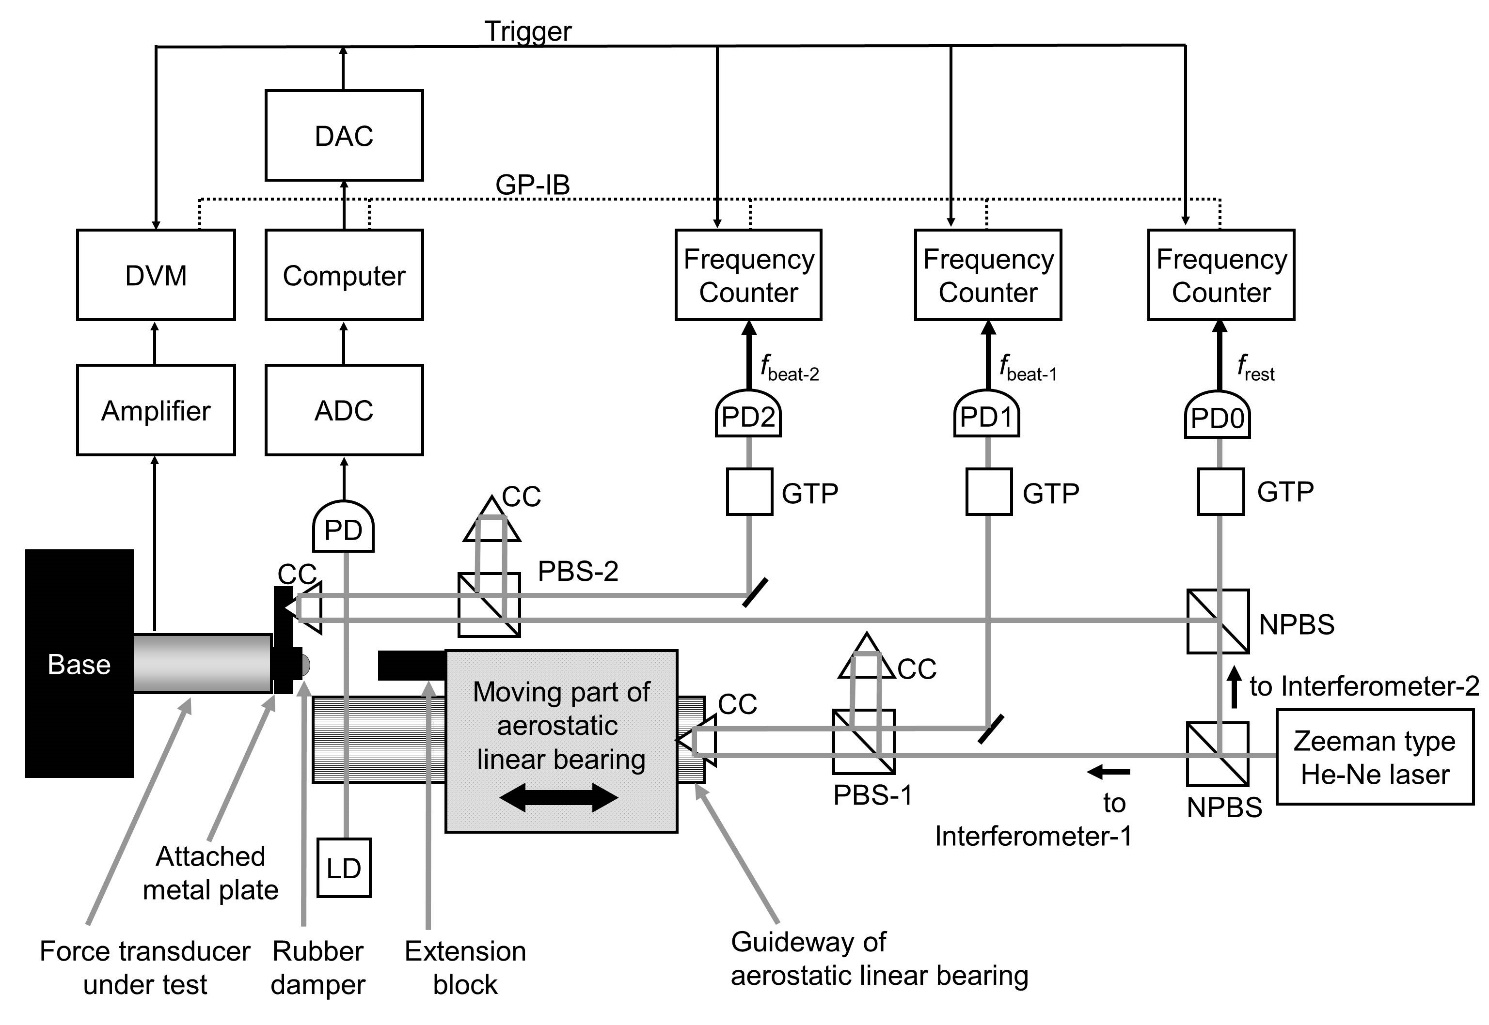 Trigger
DAC
GP-IB
DVM
Computer
Frequency
Counter
Frequency
Counter
Frequency
Counter
Amplifier
ADC
f beat-2
f beat-1
f rest
PD2
PD1
PD0
GTP
GTP
GTP
CC
PD
PBS-2
CC
NPBS
Base
CC
to Interferometer-2
Moving part of
aerostatic
linear bearing
CC
Zeeman type
He-Ne laser
PBS-1
NPBS
to
Interferometer-1
Attached
metal plate
LD
Force transducer
under test
Rubber
damper
Extension
block
Guideway of
aerostatic linear bearing